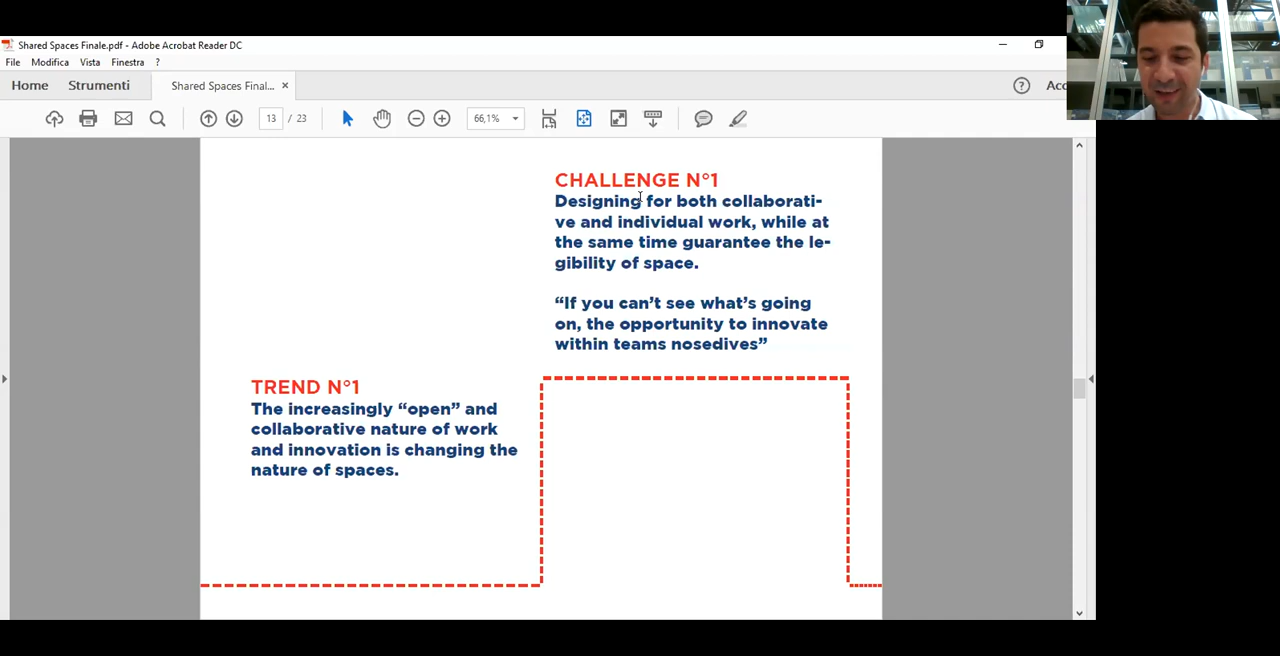 Shared Spaces Finale.pdf - Adobe Acrobat Reader DC
File Modifica Vista Finestra ?
Home Strumenti Shared Spaces Final... ×
?
13 / 23
66,1%
CHALLENGE N°1
Designing for both collaborati-
ve and individual work, while at
the same time guarantee the le-
gibility of space.
“If you can’t see what’s going
on, the opportunity to innovate
within teams nosedives”
TREND N°1
The increasingly “open” and
collaborative nature of work
and innovation is changing the
nature of spaces.